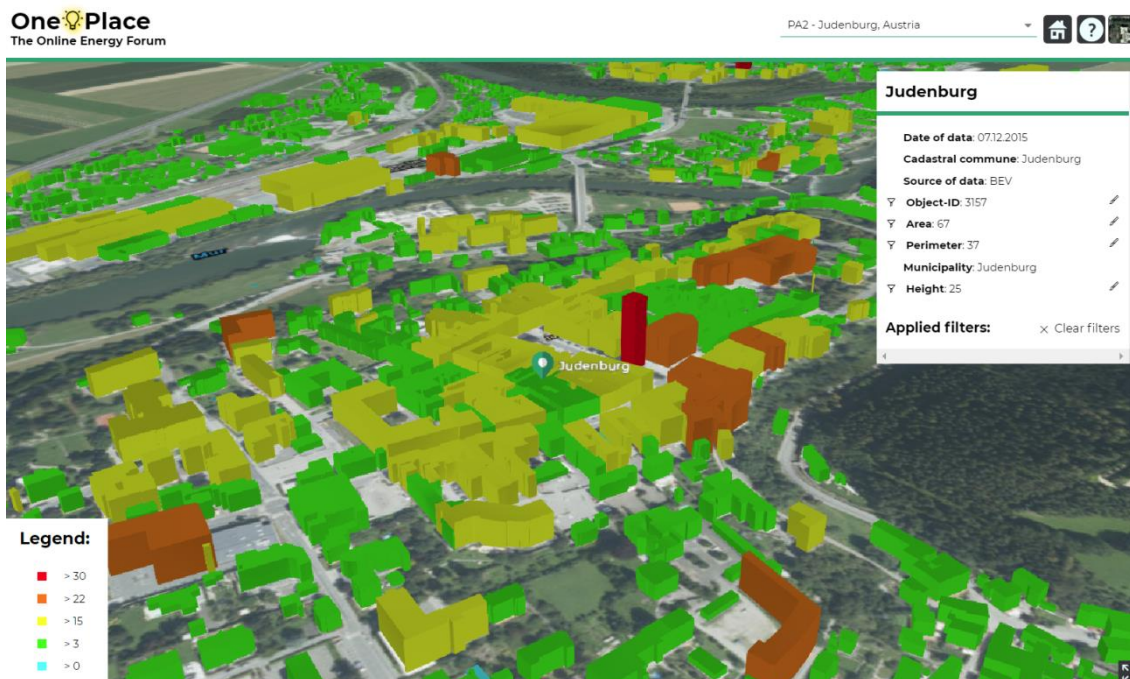 One Place
The Online Energy Forum
PA2 - Judenburg, Austria
?
Judenburg
Date of data: 07.12.2015
Cadastral commune: Judenburg
Source of data: BEV
Object-ID: 3157
Area: 67
Perimeter: 37
Municipality: Judenburg
Height: 25
Applied filters: × Clear filters
Judenburg
Legend:
> 30
> 22
> 15
> 3
> 0